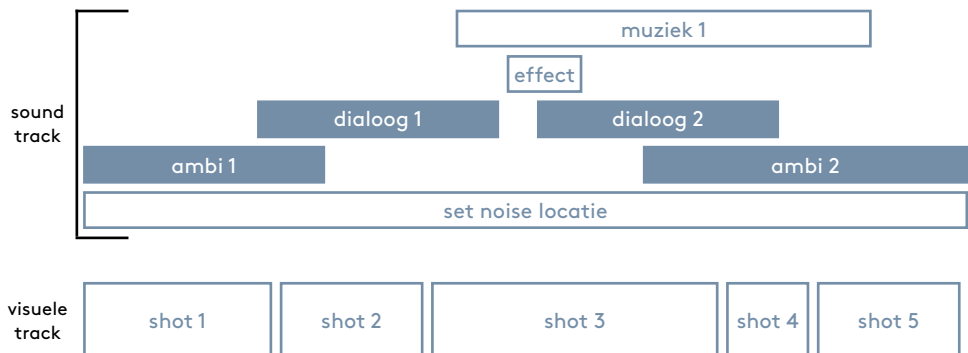 muziek 1
effect
sound
track
dialoog 1
dialoog 2
ambi 1
ambi 2
set noise locatie
visuele
track
shot 1
shot 2
shot 3
shot 4
shot 5